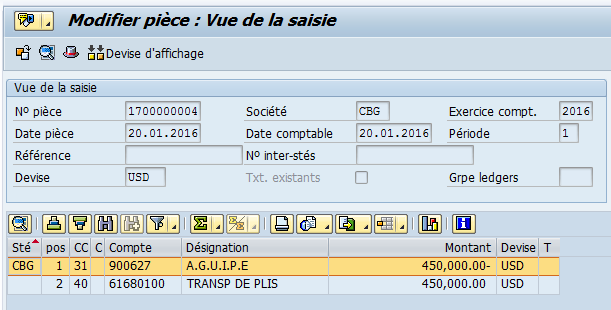 Modifier pièce : Vue de la saisie
Devise d'affichage
Vue de la saisie
Nº pièce 1700000004 Société CBG Exercice compt. 2016
Date pièce 20.01.2016 Date comptable 20.01.2016 Période 1
Référence Nº inter-stés
Devise USD Txt. existants Grpe ledgers
Sté pos CC C Compte Désignation Montant Devise T
CBG 1 31 900627 A.G.U.I.P.E 450,000.00- USD
2 40 61680100 TRANSP DE PLIS 450,000.00 USD